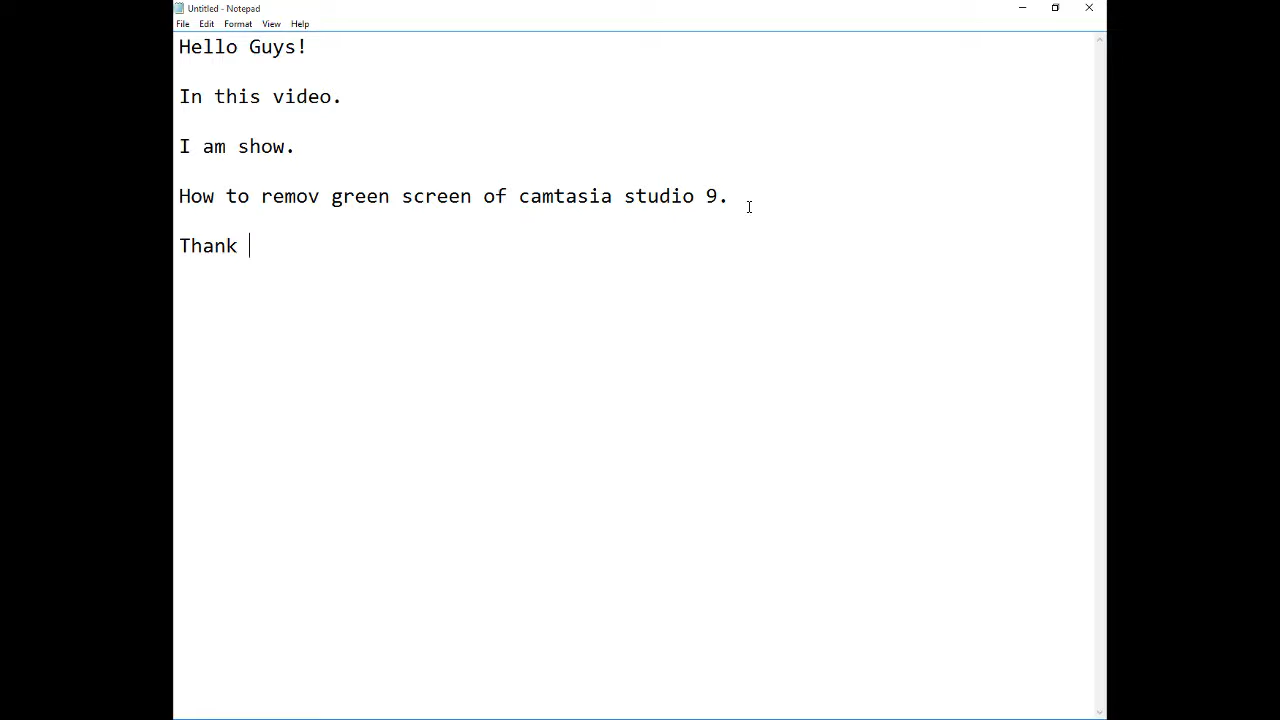 Untitled - Notepad
File Edit Format View Help
Hello Guys!
In this video.
I am show.
How to remov green screen of camtasia studio 9.
Thank